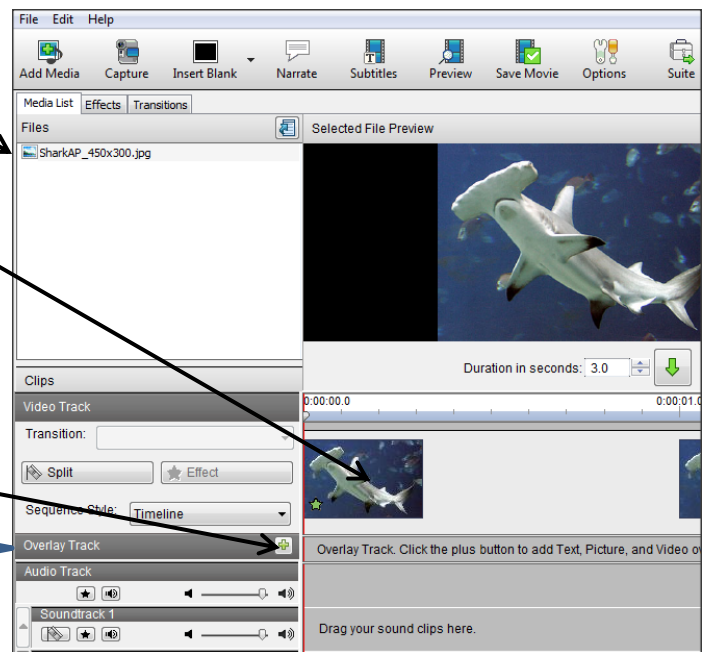 File Edit Help
Add Media Capture Insert Blank Narrate Subtitles Preview Save Movie Options Suite
Media List Effects Transitions
Files
Selected File Preview
SharkAP_450x300.jpg
Duration in seconds: 3.0
Clips
Video Track
0:00:00.0 0:00:01.0
Transition:
Split Effect
Sequence Style: Timeline
Overlay Track
Overlay Track. Click the plus button to add Text, Picture, and Video ov
Audio Track
Soundtrack 1
Drag your sound clips here.